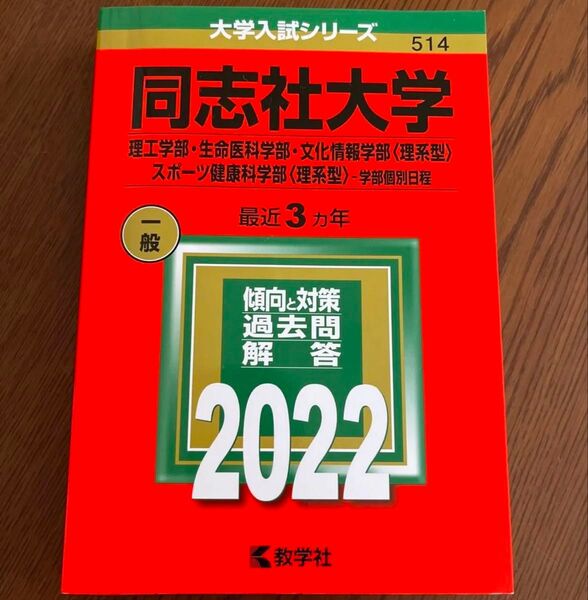 大学入試シリーズ
514
同志社大学
理工学部・生命医科学部・文化情報学部〈理系型〉
スポーツ健康科学部〈理系型〉-学部個別日程
最近3カ年
一般
傾向と対策
過去問
解答
2022
教学社